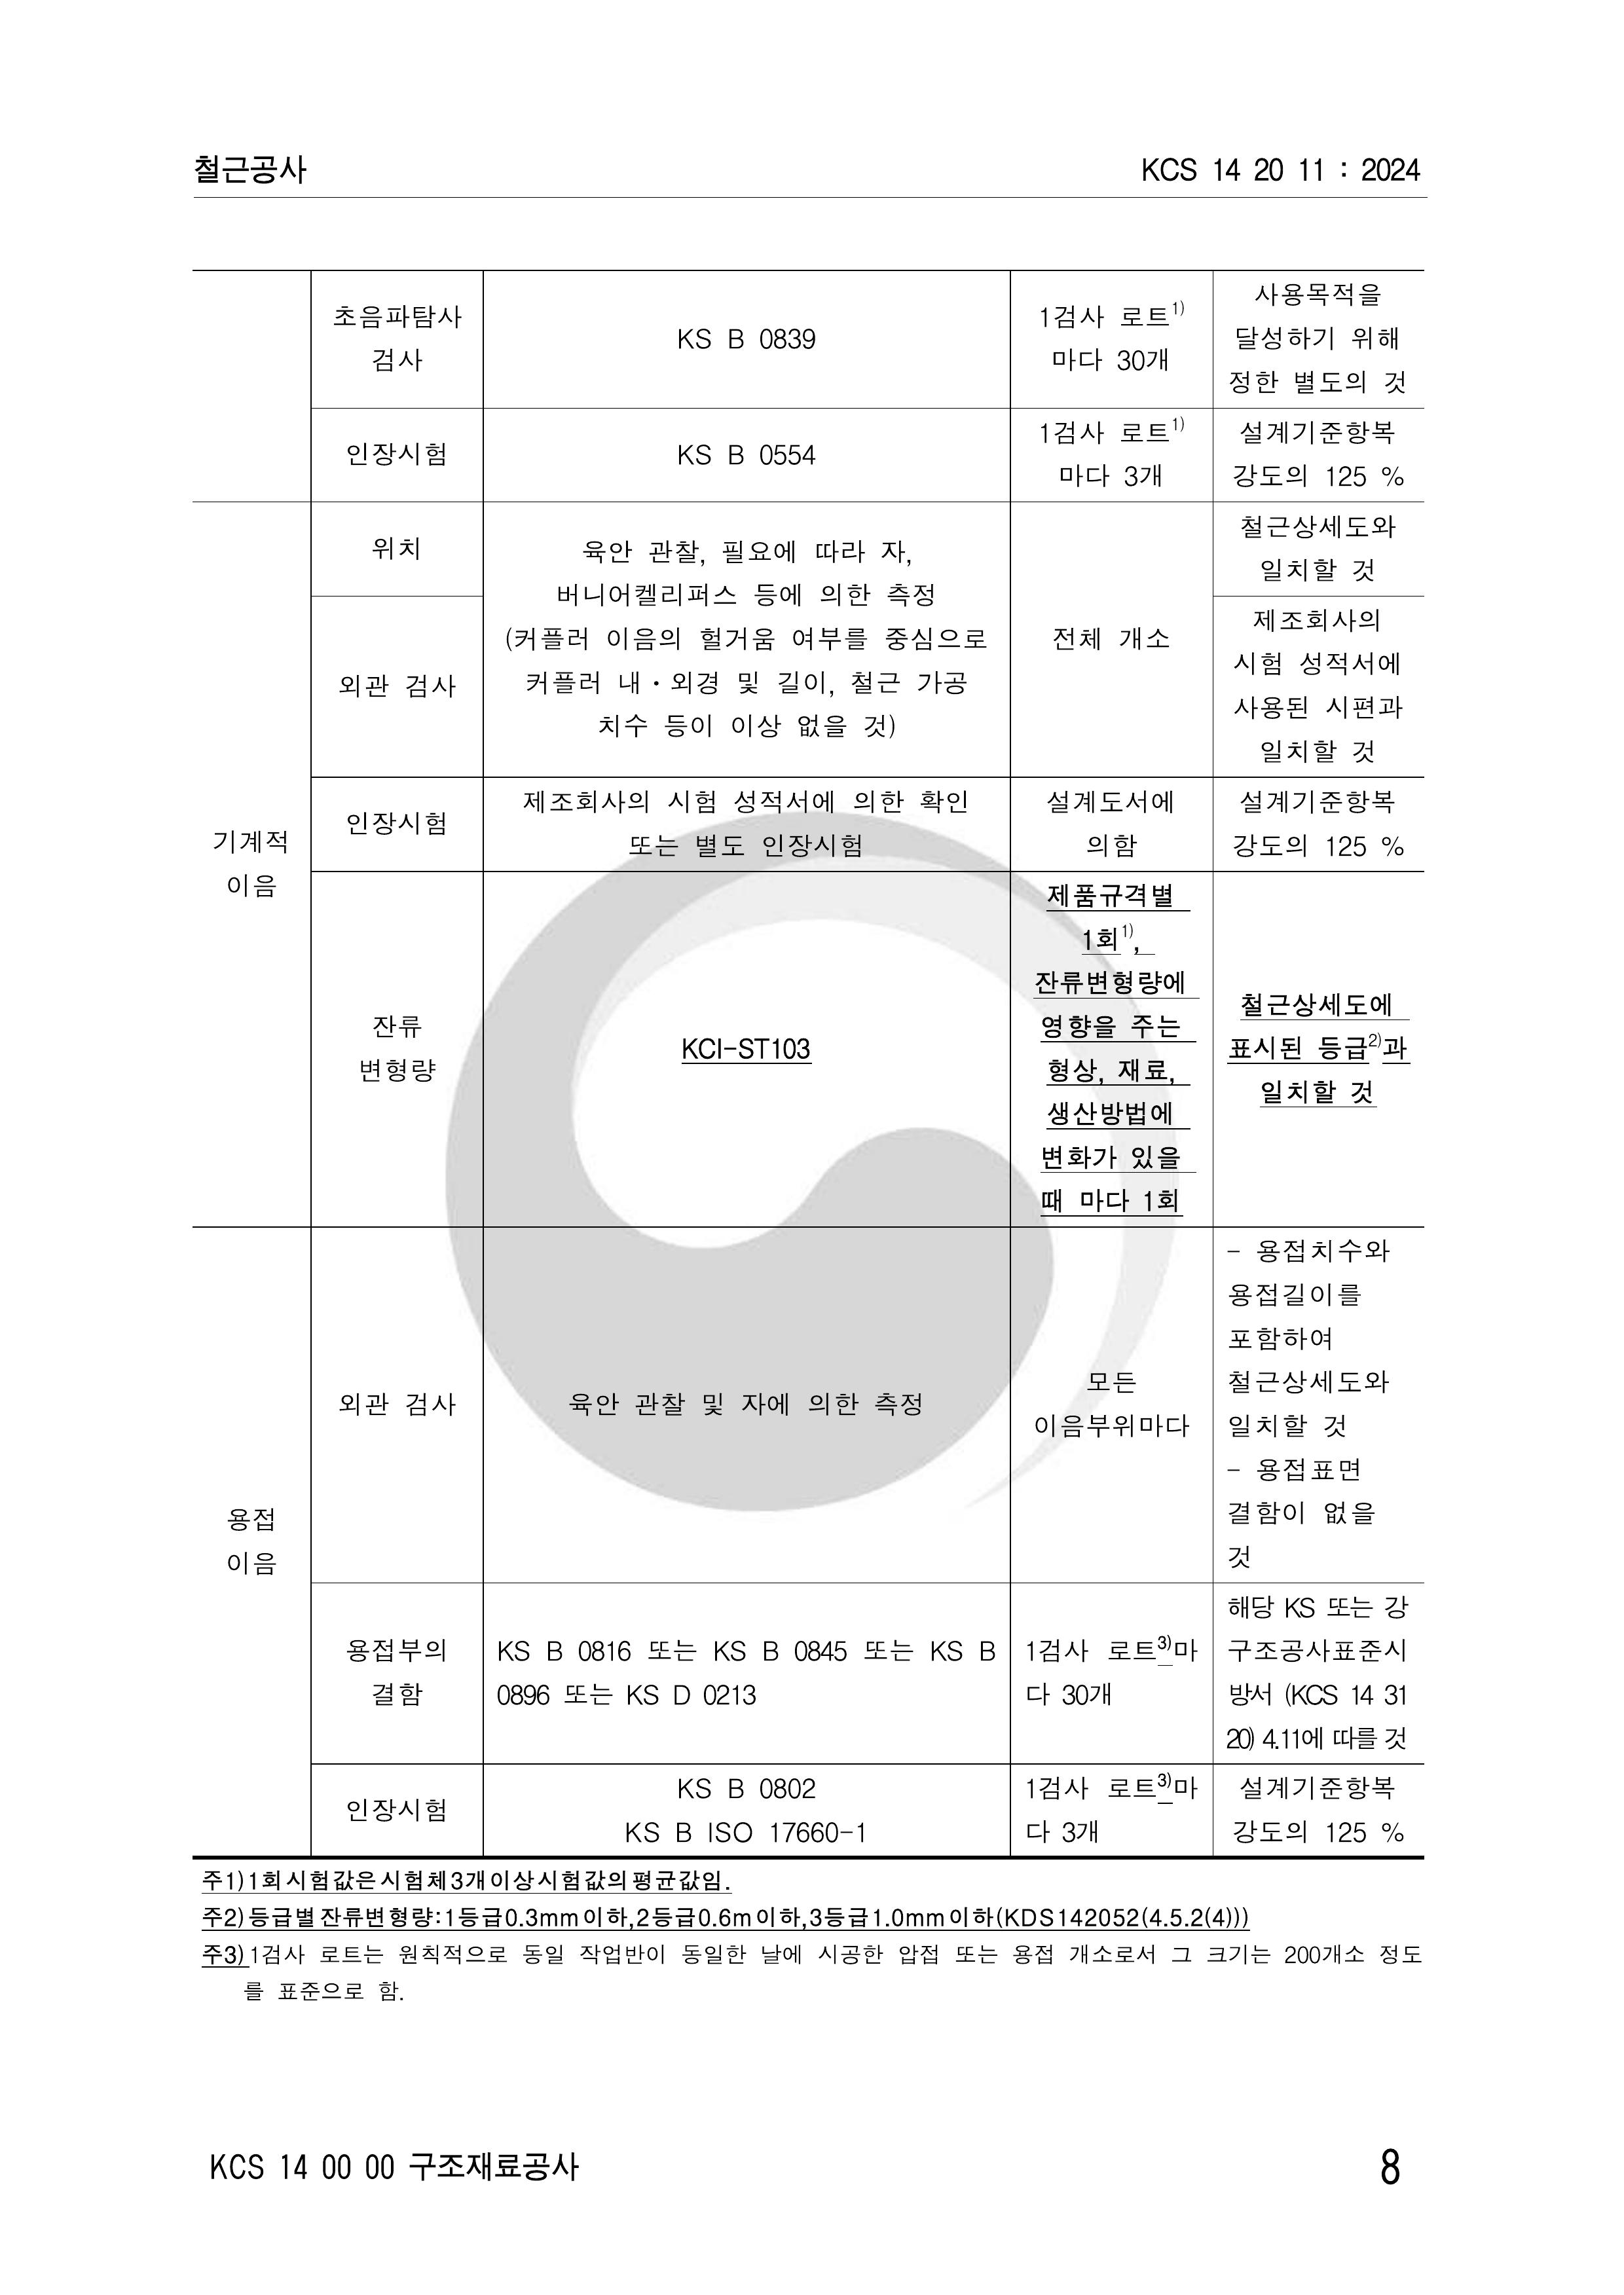 철근공사
KCS 14 20 11 : 2024
초음파탐사
검사
KS B 0839
1검사 로트1)
마다 30개
사용목적을
달성하기 위해
정한 별도의 것
인장시험
KS B 0554
1검사 로트1)
마다 3개
설계기준항복
강도의 125 %
기계적
이음
위치
육안 관찰, 필요에 따라 자,
버니어켈리퍼스 등에 의한 측정
(커플러 이음의 헐거움 여부를 중심으로
커플러 내・외경 및 길이, 철근 가공
치수 등이 이상 없을 것)
전체 개소
철근상세도와
일치할 것
외관 검사
제조회사의
시험 성적서에
사용된 시편과
일치할 것
인장시험
제조회사의 시험 성적서에 의한 확인
또는 별도 인장시험
설계도서에
의함
설계기준항복
강도의 125 %
잔류
변형량
KCI-ST103
제품규격별
1회1),
잔류변형량에
영향을 주는
형상, 재료,
생산방법에
변화가 있을
때 마다 1회
철근상세도에
표시된 등급2)과
일치할 것
용접
이음
외관 검사
육안 관찰 및 자에 의한 측정
모든
이음부위마다
- 용접치수와
용접길이를
포함하여
철근상세도와
일치할 것
- 용접표면
결함이 없을
것
용접부의
결함
KS B 0816 또는 KS B 0845 또는 KS B
0896 또는 KS D 0213
1검사 로트3)마
다 30개
해당 KS 또는 강
구조공사표준시
방서 (KCS 14 31
20) 4.11에 따를 것
인장시험
KS B 0802
KS B ISO 17660-1
1검사 로트3)마
다 3개
설계기준항복
강도의 125 %
주1) 1회 시험값은 시험체 3개 이상 시험값의 평균값임.
주2) 등급별 잔류변형량: 1등급 0.3mm 이하, 2등급 0.6m 이하, 3등급 1.0mm 이하(KDS 14 20 52(4.5.2(4)))
주3) 1검사 로트는 원칙적으로 동일 작업반이 동일한 날에 시공한 압접 또는 용접 개소로서 그 크기는 200개소 정도
를 표준으로 함.
KCS 14 00 00 구조재료공사
8